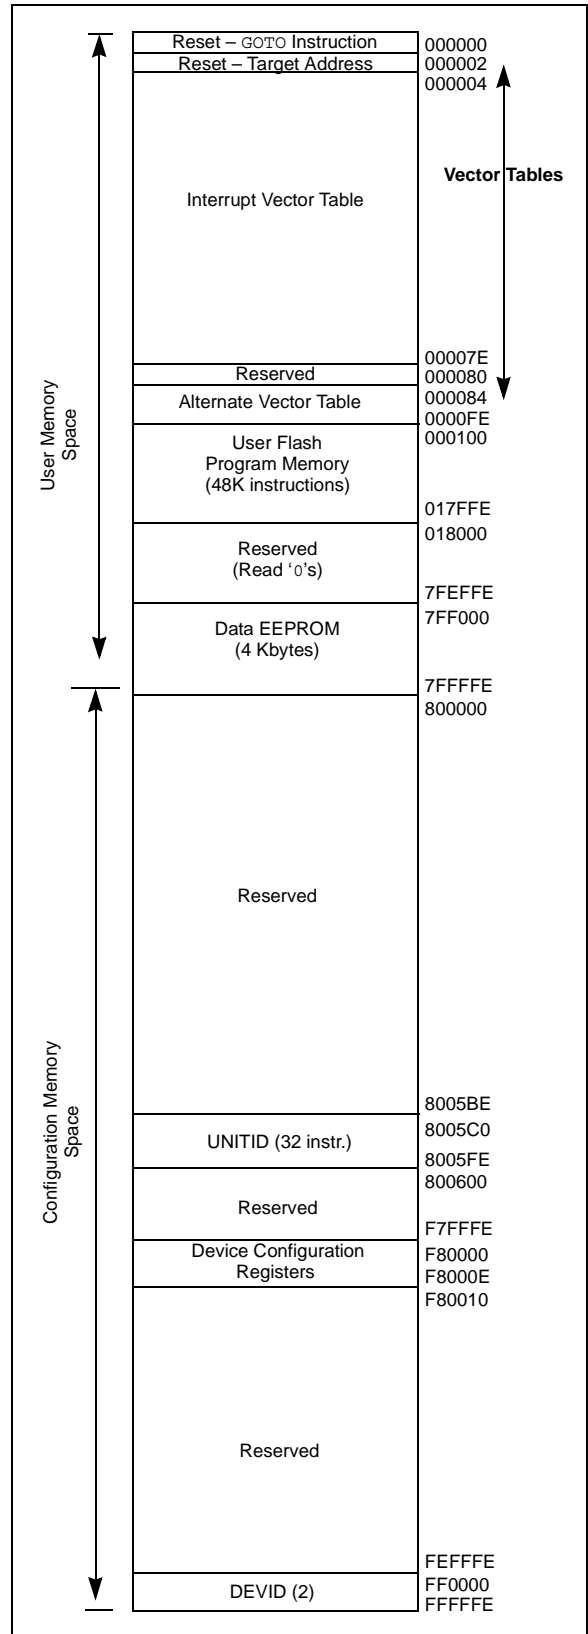 Reset – GOTO Instruction
000000
Reset – Target Address
000002
000004
Vector Tables
Interrupt Vector Table
00007E
Reserved
000080
Alternate Vector Table
000084
0000FE
User Memory
Space
User Flash
Program Memory
(48K instructions)
000100
017FFE
018000
Reserved
(Read ‘0’s)
7FEFFE
7FF000
Data EEPROM
(4 Kbytes)
7FFFFE
800000
Reserved
Configuration Memory
Space
8005BE
8005C0
UNITID (32 instr.)
8005FE
800600
Reserved
F7FFFE
Device Configuration
Registers
F80000
F8000E
F80010
Reserved
FEFFFE
FF0000
DEVID (2)
FFFFFE